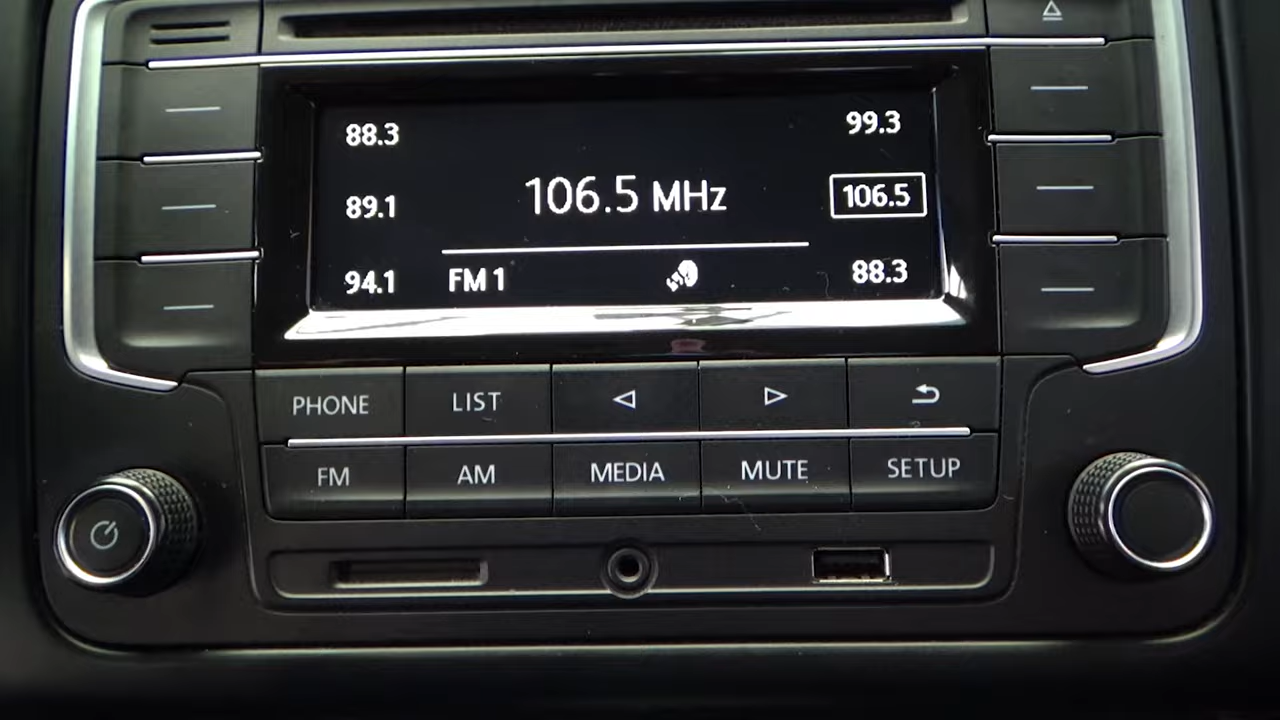 88.3
99.3
106.5 MHz
89.1
106.5
94.1
FM 1
88.3
PHONE
LIST
FM
AM
MEDIA
MUTE
SETUP